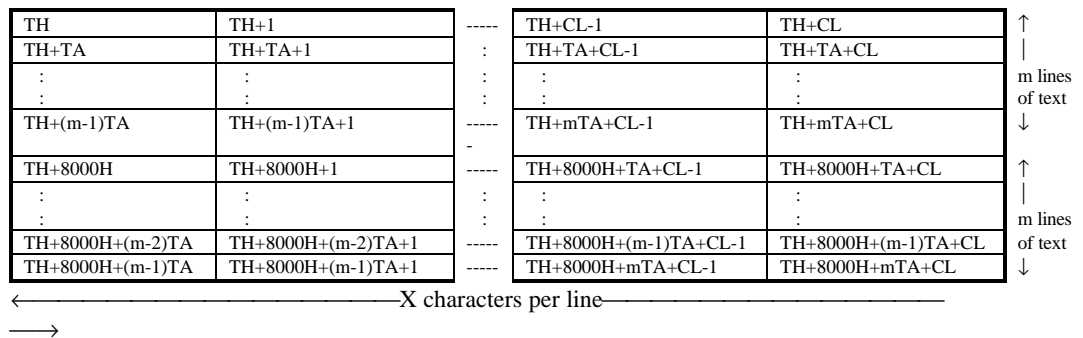 TH TH+1 ----- TH+CL-1 TH+CL ↑
TH+TA TH+TA+1 : TH+TA+CL-1 TH+TA+CL |
: : : : : m lines
: : : : : of text
TH+(m-1)TA TH+(m-1)TA+1 ----- TH+mTA+CL-1 TH+mTA+CL ↓
-
TH+8000H TH+8000H+1 ----- TH+8000H+TA+CL-1 TH+8000H+TA+CL ↑
: : : : : |
: : : : : m lines
TH+8000H+(m-2)TA TH+8000H+(m-2)TA+1 ----- TH+8000H+(m-1)TA+CL-1 TH+8000H+(m-1)TA+CL of text
TH+8000H+(m-1)TA TH+8000H+(m-1)TA+1 ----- TH+8000H+mTA+CL-1 TH+8000H+mTA+CL ↓
←X characters per line
→